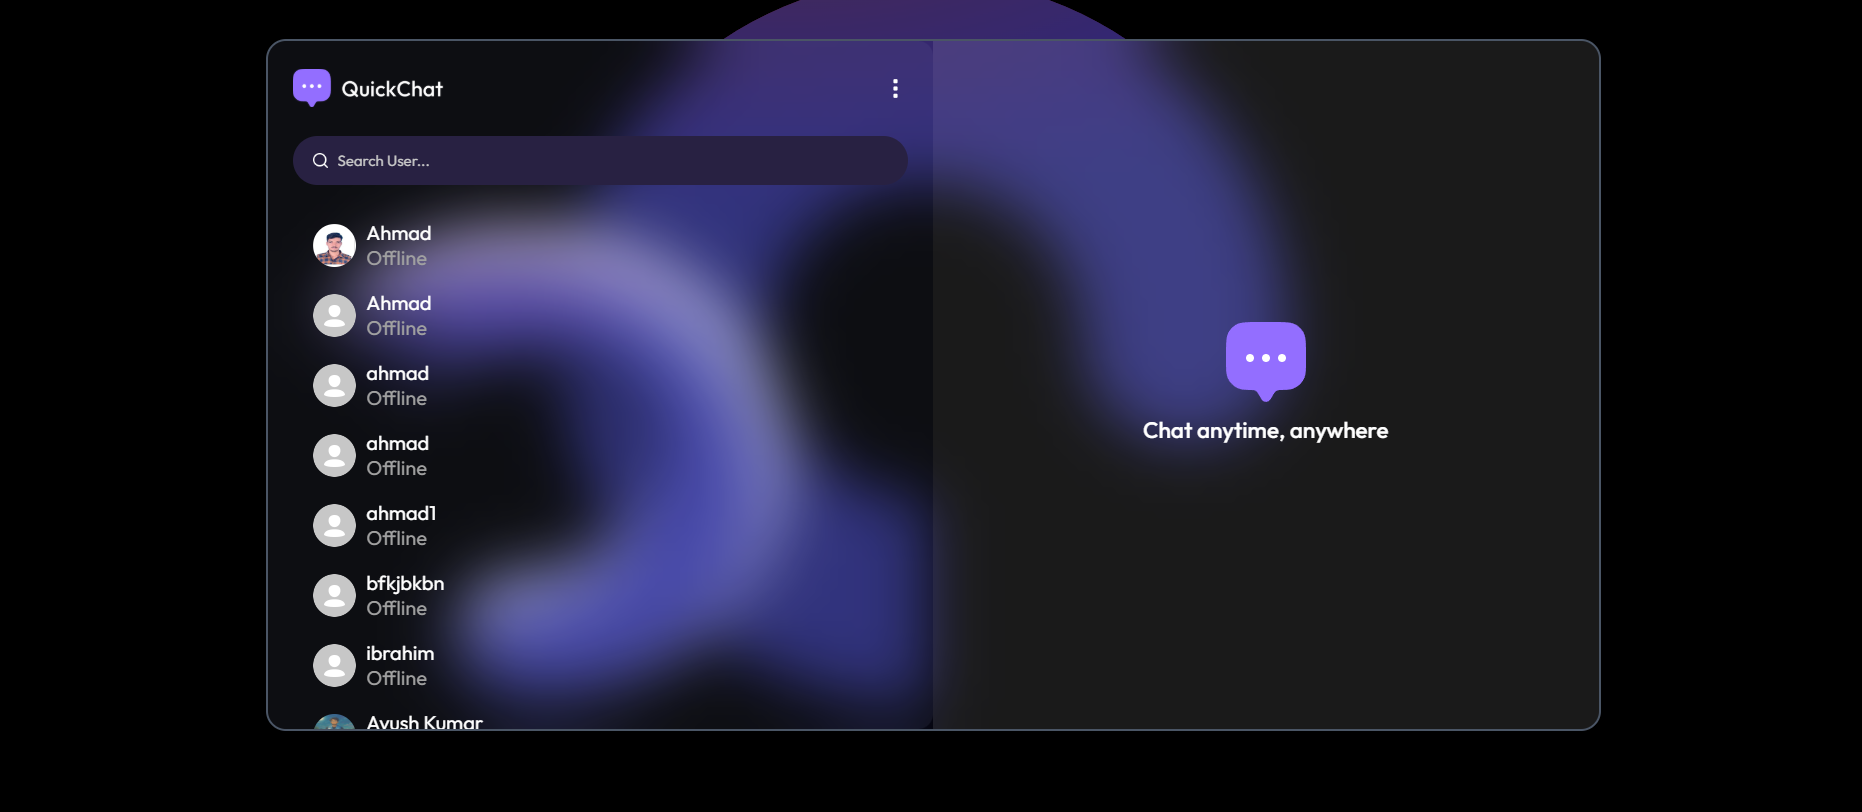 QuickChat
Search User...
Ahmad
Offline
Ahmad
Offline
ahmad
Offline
ahmad
Offline
ahmad1
Offline
bfkjbkbn
Offline
ibrahim
Offline
Ayush Kumar
Chat anytime, anywhere